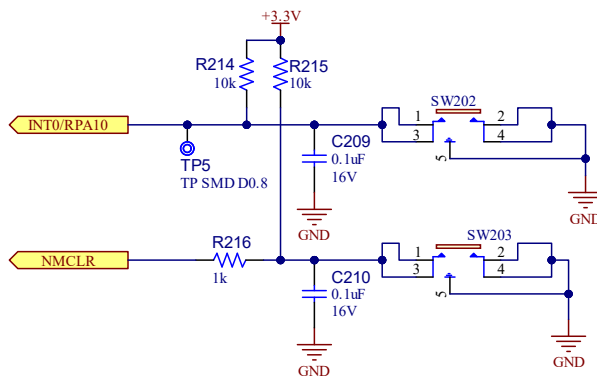 +3.3V
R214
10k
R215
10k
INT0/RPA10
TP5
TP SMD D0.8
C209
0.1uF
16V
GND
SW202
1
2
3
4
5
GND
NMCLR
R216
1k
C210
0.1uF
16V
GND
SW203
1
2
3
4
5
GND